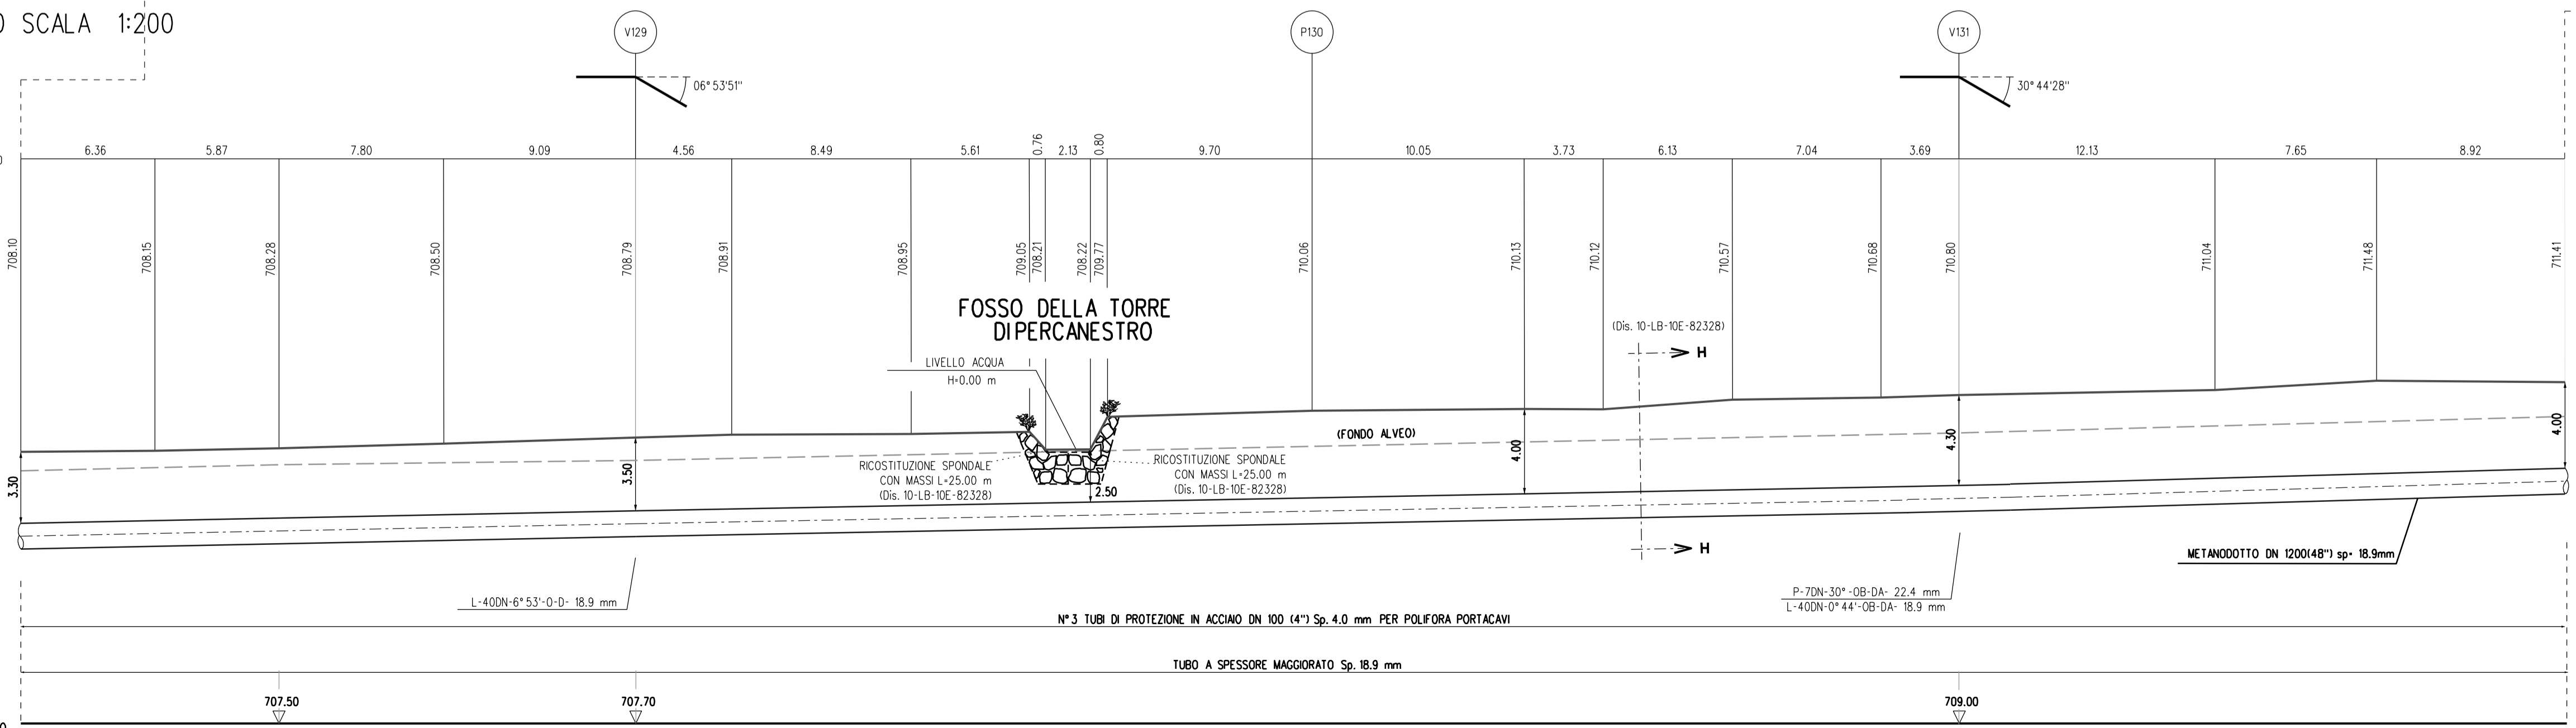 O SCALA 1:200
V129
P130
V131
06°53'51"
30°44'28"
6.36
5.87
7.80
9.09
4.56
8.49
5.61
0.76
2.13
0.80
9.70
10.05
3.73
6.13
7.04
3.69
12.13
7.65
8.92
708.10
708.15
708.28
708.50
708.79
708.91
708.95
709.05
708.21
708.22
709.77
710.06
710.13
710.12
710.57
710.68
710.80
711.04
711.48
711.41
FOSSO DELLA TORRE
DI PERCANESTRO
LIVELLO ACQUA
H=0.00 m
(Dis. 10-LB-10E-82328)
H
(FONDO ALVEO)
RICOSTITUZIONE SPONDALE
CON MASSI L=25.00 m
(Dis. 10-LB-10E-82328)
RICOSTITUZIONE SPONDALE
CON MASSI L=25.00 m
(Dis. 10-LB-10E-82328)
3.30
3.50
2.50
4.00
4.30
4.00
H
METANODOTTO DN 1200(48") sp= 18.9mm
L-40DN-6°53'-O-D- 18.9 mm
P-7DN-30°-OB-DA- 22.4 mm
L-40DN-0°44'-OB-DA- 18.9 mm
N°3 TUBI DI PROTEZIONE IN ACCIAIO DN 100 (4") Sp. 4.0 mm PER POLIFORA PORTACAVI
TUBO A SPESSORE MAGGIORATO Sp. 18.9 mm
707.50
707.70
709.00